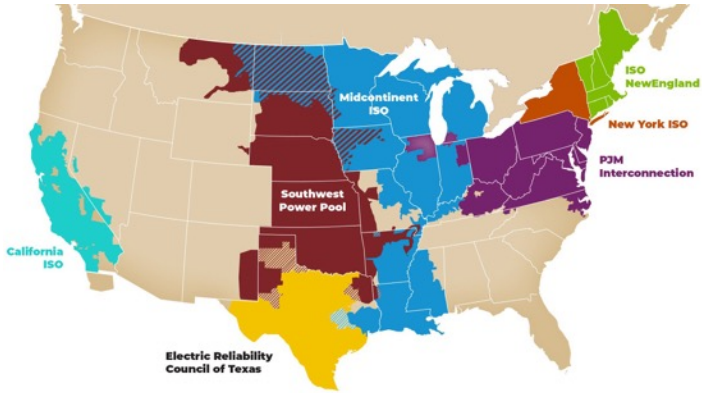 ISO
NewEngland
Midcontinent
ISO
New York ISO
PJM
Interconnection
Southwest
Power Pool
California
ISO
Electric Reliability
Council of Texas